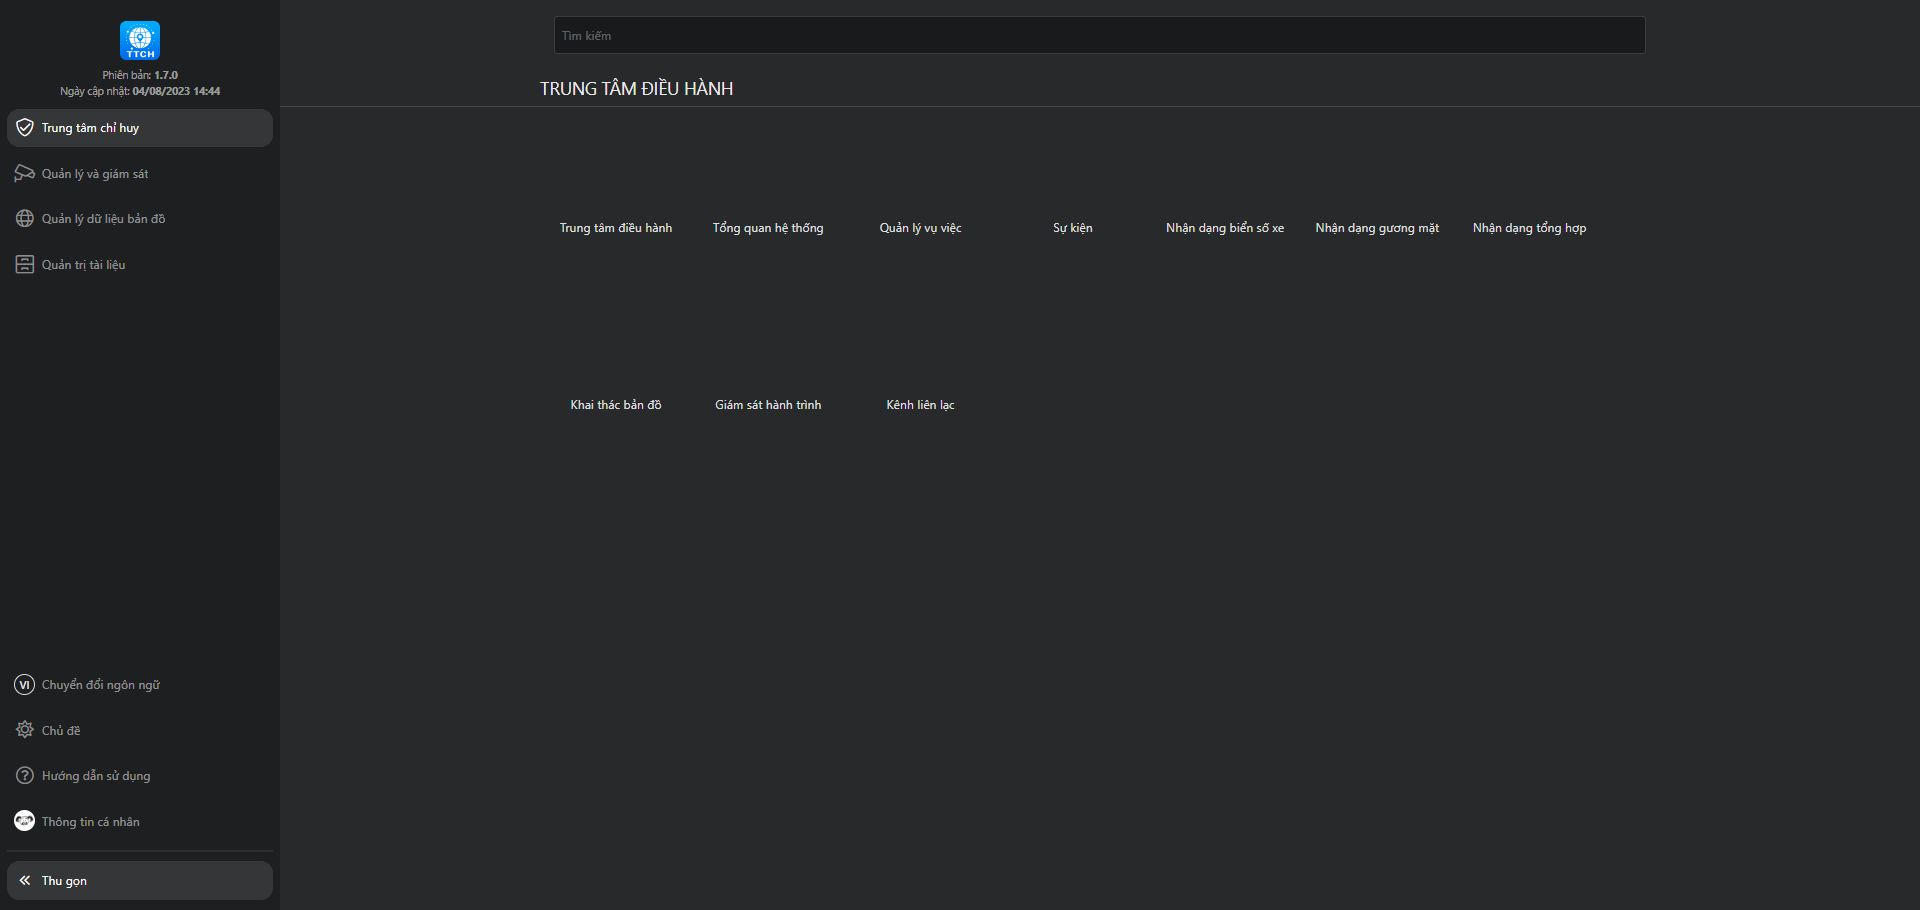 TTCH
Phiên bản: 1.7.0
Ngày cập nhật: 04/08/2023 14:44
Trung tâm chỉ huy
Quản lý và giám sát
Quản lý dữ liệu bản đồ
Quản trị tài liệu
VI Chuyển đổi ngôn ngữ
Chủ đề
? Hướng dẫn sử dụng
Thông tin cá nhân
Thu gọn
Tìm kiếm
TRUNG TÂM ĐIỀU HÀNH
Trung tâm điều hành Tổng quan hệ thống Quản lý vụ việc Sự kiện Nhận dạng biển số xe Nhận dạng gương mặt Nhận dạng tổng hợp
Khai thác bản đồ Giám sát hành trình Kênh liên lạc